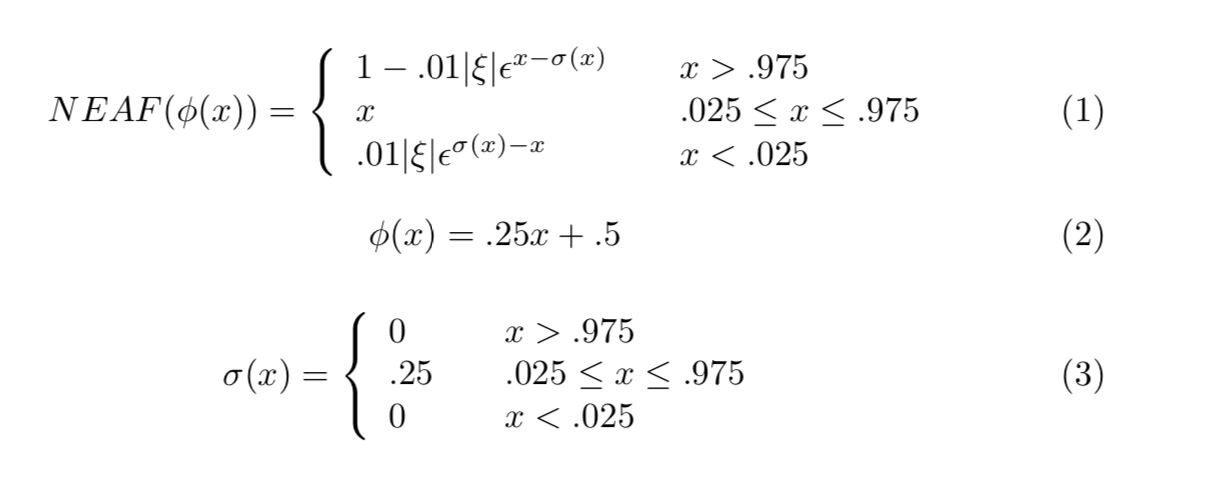 NEAF(φ(x)) = { 1 − .01|ξ|ϵ^{x−σ(x)} x > .975
x .025 ≤ x ≤ .975 (1)
.01|ξ|ϵ^{σ(x)−x} x < .025
φ(x) = .25x + .5 (2)
σ(x) = { 0 x > .975
.25 .025 ≤ x ≤ .975 (3)
0 x < .025